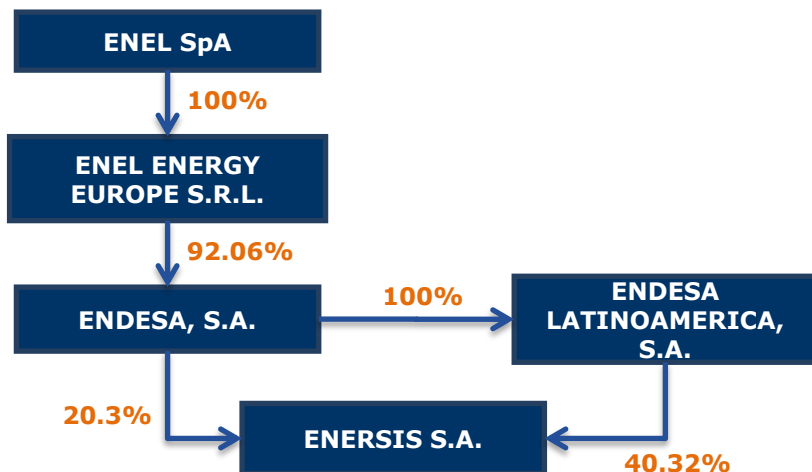 ENEL SpA
100%
ENEL ENERGY
EUROPE S.R.L.
92.06%
ENDESA, S.A.
100%
ENDESA
LATINOAMERICA,
S.A.
20.3%
ENERSIS S.A.
40.32%